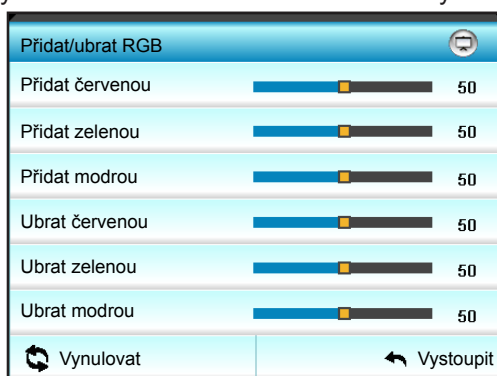 Přidat/ubrat RGB
Přidat červenou 50
Přidat zelenou 50
Přidat modrou 50
Ubrat červenou 50
Ubrat zelenou 50
Ubrat modrou 50
Vynulovat Vystoupit